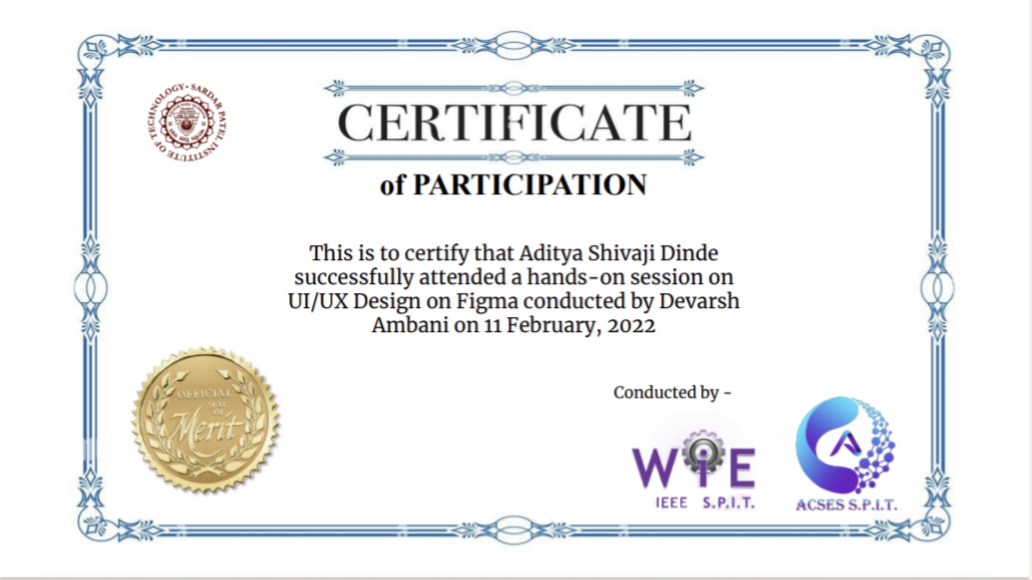 SARDAR PATEL INSTITUTE OF TECHNOLOGY
CERTIFICATE
of PARTICIPATION
This is to certify that Aditya Shivaji Dinde
successfully attended a hands-on session on
UI/UX Design on Figma conducted by Devarsh
Ambani on 11 February, 2022
OFFICIAL
SEAL
OF
Merit
Conducted by -
WiE
IEEE S.P.I.T.
ACSES S.P.I.T.